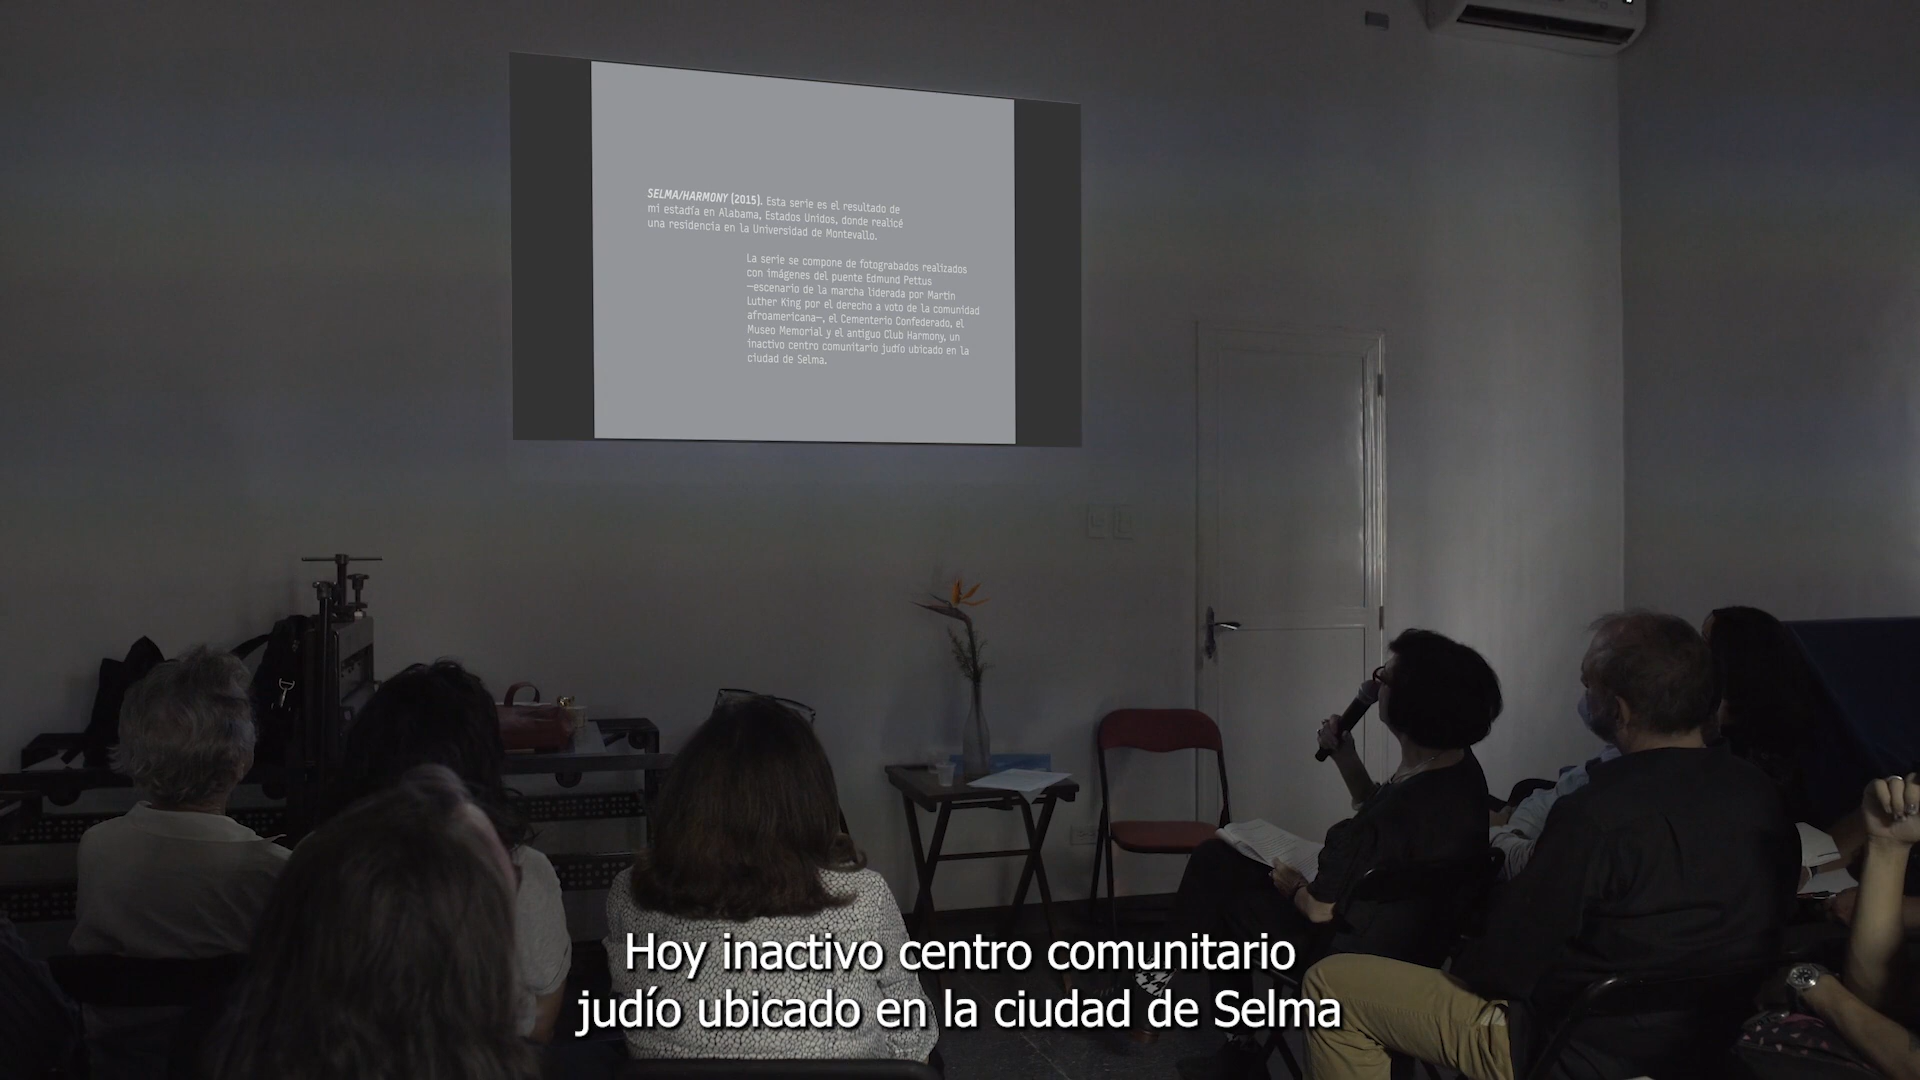 SELMA/HARMONY (2015). Esta serie es el resultado de
mi estadía en Alabama, Estados Unidos, donde realicé
una residencia en la Universidad de Montevallo.
La serie se compone de fotograbados realizados
con imágenes del puente Edmund Pettus
—escenario de la marcha liderada por Martin
Luther King por el derecho a voto de la comunidad
afroamericana—, el Cementerio Confederado, el
Museo Memorial y el antiguo Club Harmony, un
inactivo centro comunitario judío ubicado en la
ciudad de Selma.
Hoy inactivo centro comunitario
judío ubicado en la ciudad de Selma